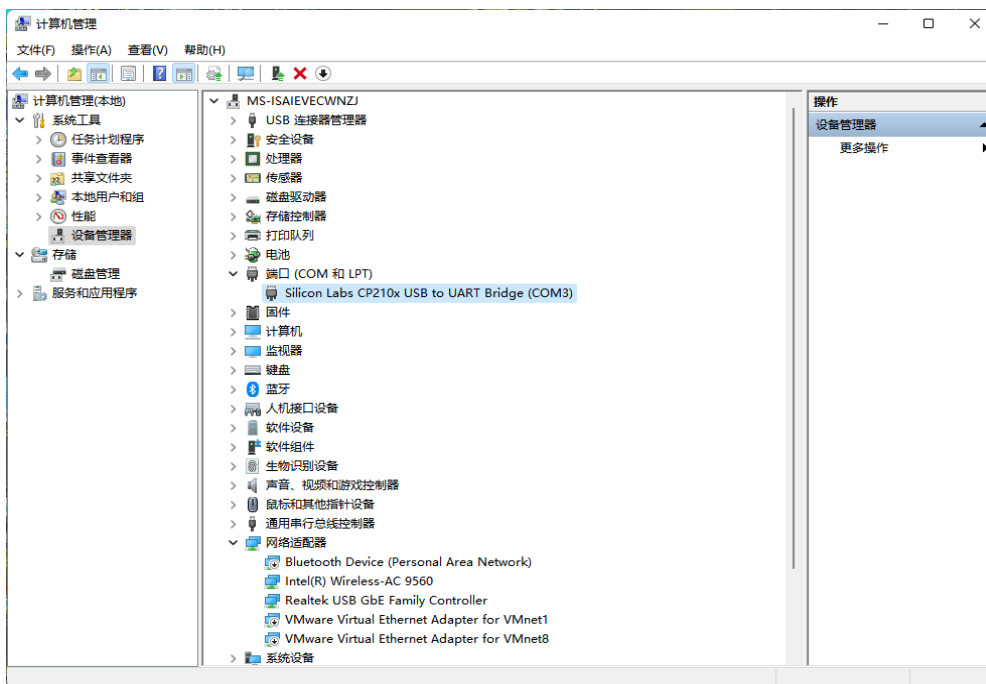 计算机管理
文件(F) 操作(A) 查看(V) 帮助(H)
计算机管理(本地)
系统工具
任务计划程序
事件查看器
共享文件夹
本地用户和组
性能
设备管理器
存储
磁盘管理
服务和应用程序
MS-ISAIEVECWNZJ
USB 连接器管理器
安全设备
处理器
传感器
磁盘驱动器
存储控制器
打印队列
电池
端口 (COM 和 LPT)
Silicon Labs CP210x USB to UART Bridge (COM3)
固件
计算机
监视器
键盘
蓝牙
人机接口设备
软件设备
软件组件
生物识别设备
声音、视频和游戏控制器
鼠标和其他指针设备
通用串行总线控制器
网络适配器
Bluetooth Device (Personal Area Network)
Intel(R) Wireless-AC 9560
Realtek USB GbE Family Controller
VMware Virtual Ethernet Adapter for VMnet1
VMware Virtual Ethernet Adapter for VMnet8
系统设备
操作
设备管理器
更多操作